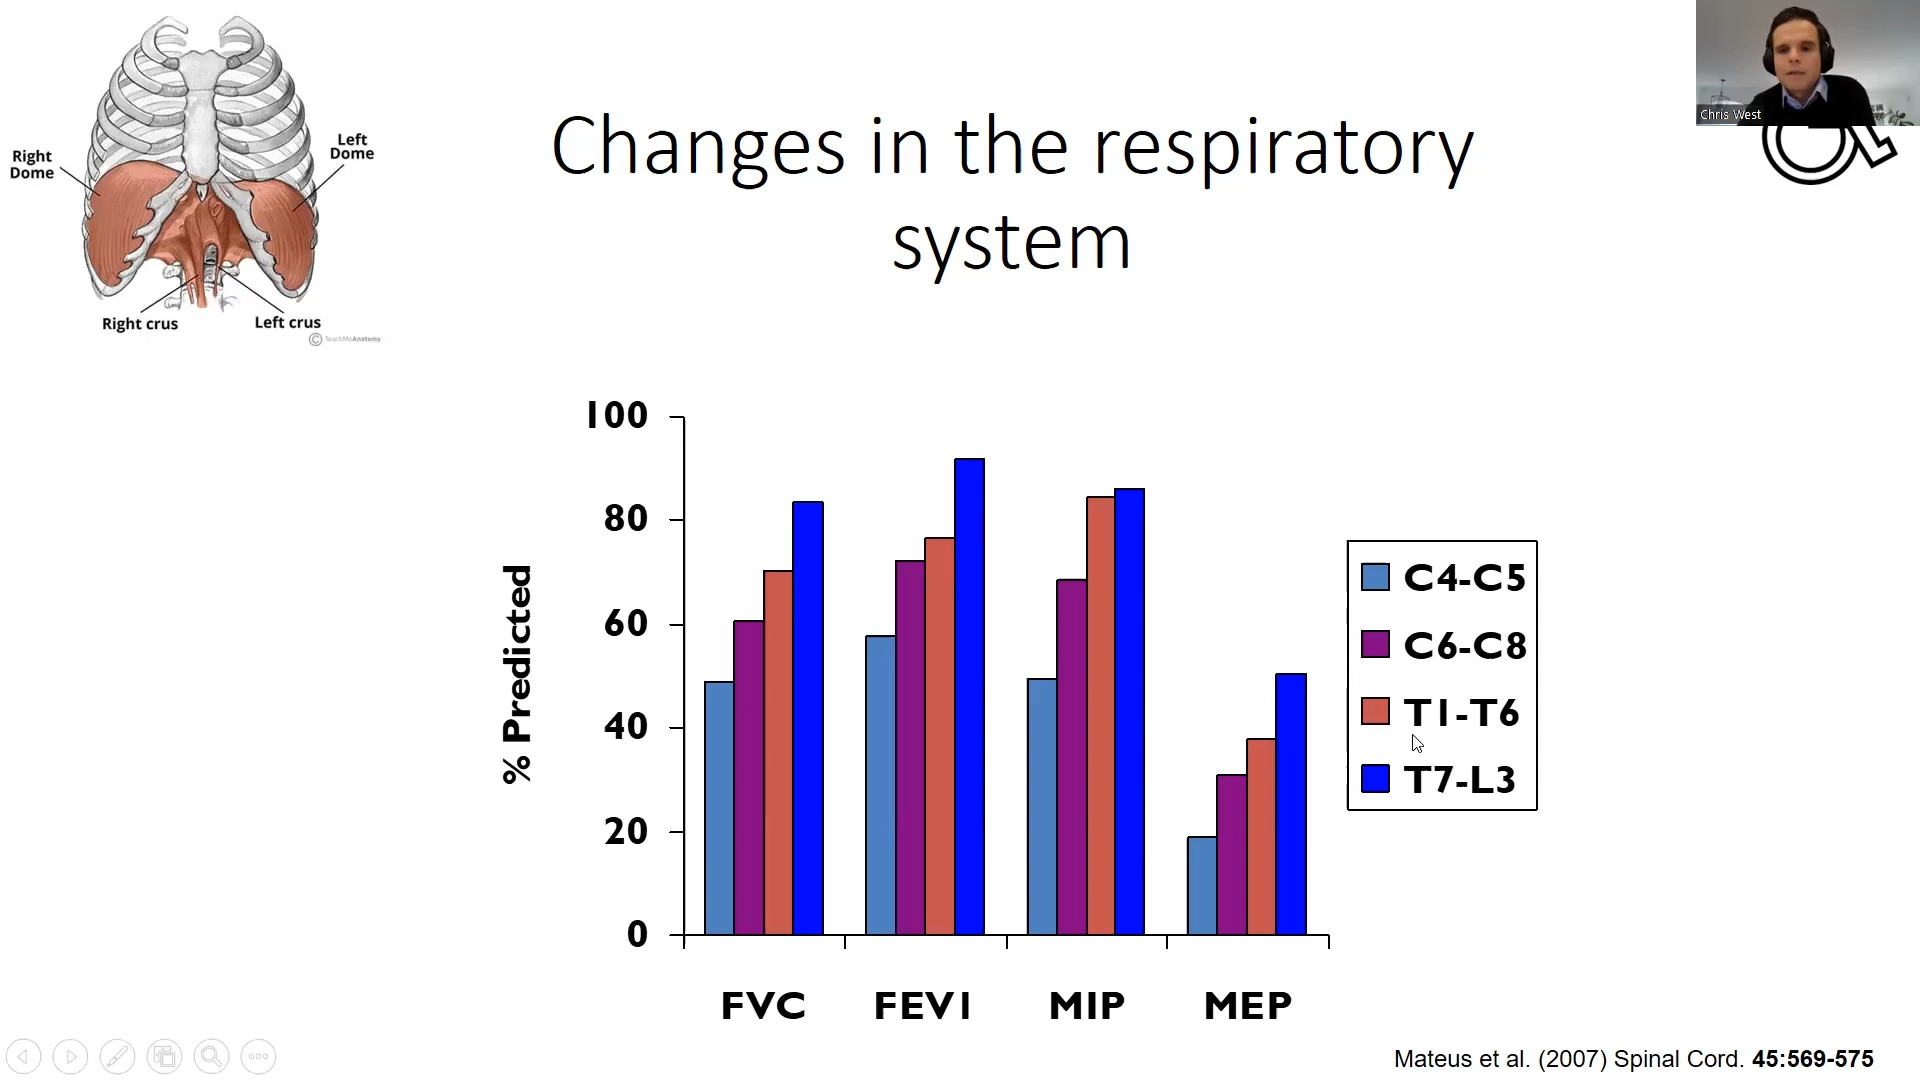 Right
Dome
Left
Dome
Right crus
Left crus
© TeachMeAnatomy
Chris West
Changes in the respiratory
system
% Predicted
100
80
60
40
20
0
FVC
FEV1
MIP
MEP
C4-C5
C6-C8
T1-T6
T7-L3
Mateus et al. (2007) Spinal Cord. 45:569-575